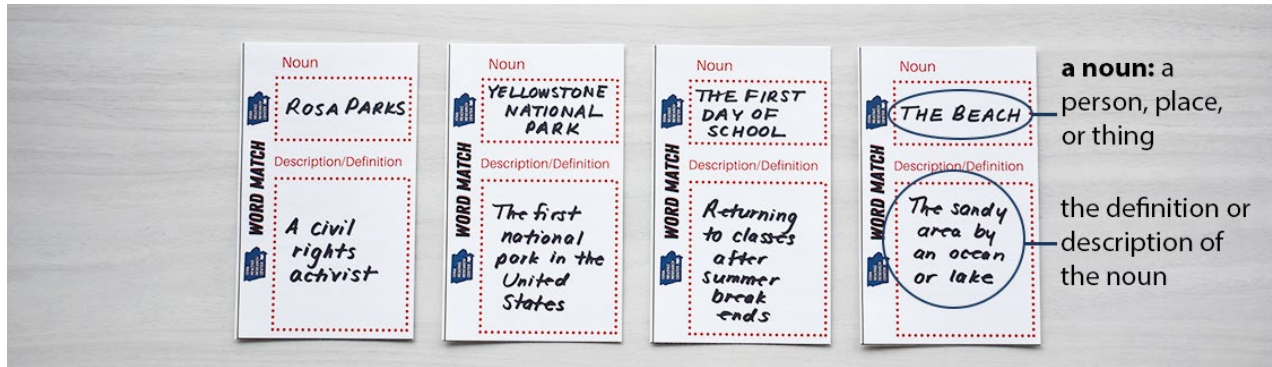 Noun
ROSA PARKS
Description/Definition
A civil
rights
activist
WORD MATCH
Noun
YELLOWSTONE
NATIONAL
PARK
Description/Definition
The first
national
park in the
United
States
WORD MATCH
Noun
THE FIRST
DAY OF
SCHOOL
Description/Definition
Returning
to classes
after
summer
break
ends
WORD MATCH
Noun
THE BEACH
Description/Definition
The sandy
area by
an ocean
or lake
WORD MATCH
a noun: a
person, place,
or thing
the definition or
description of
the noun